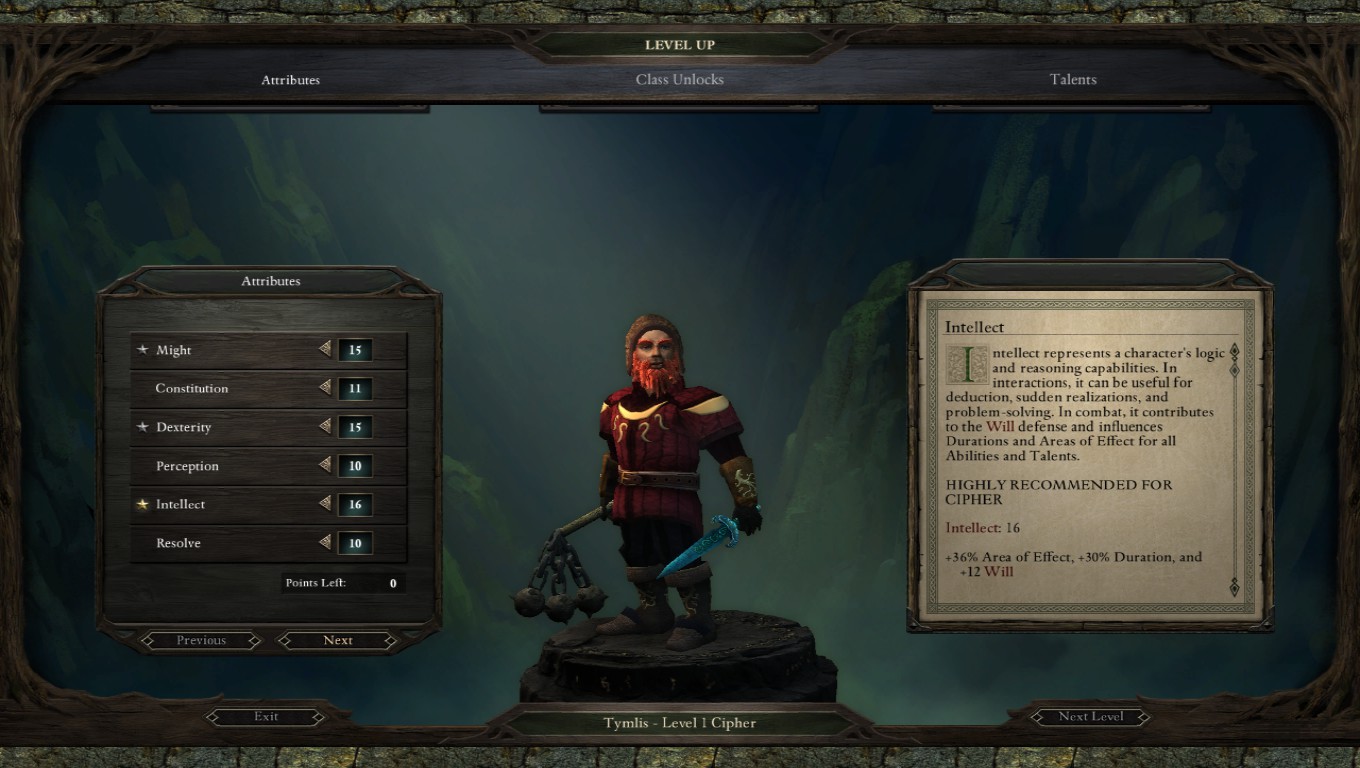 LEVEL UP
Attributes
Class Unlocks
Talents
Attributes
Might 15
Constitution 11
Dexterity 15
Perception 10
Intellect 16
Resolve 10
Points Left: 0
Previous
Next
Intellect
Intellect represents a character's logic
and reasoning capabilities. In
interactions, it can be useful for
deduction, sudden realizations, and
problem-solving. In combat, it contributes
to the Will defense and influences
Durations and Areas of Effect for all
Abilities and Talents.
HIGHLY RECOMMENDED FOR
CIPHER
Intellect: 16
+36% Area of Effect, +30% Duration, and
+12 Will
Exit
Tymlis - Level 1 Cipher
Next Level